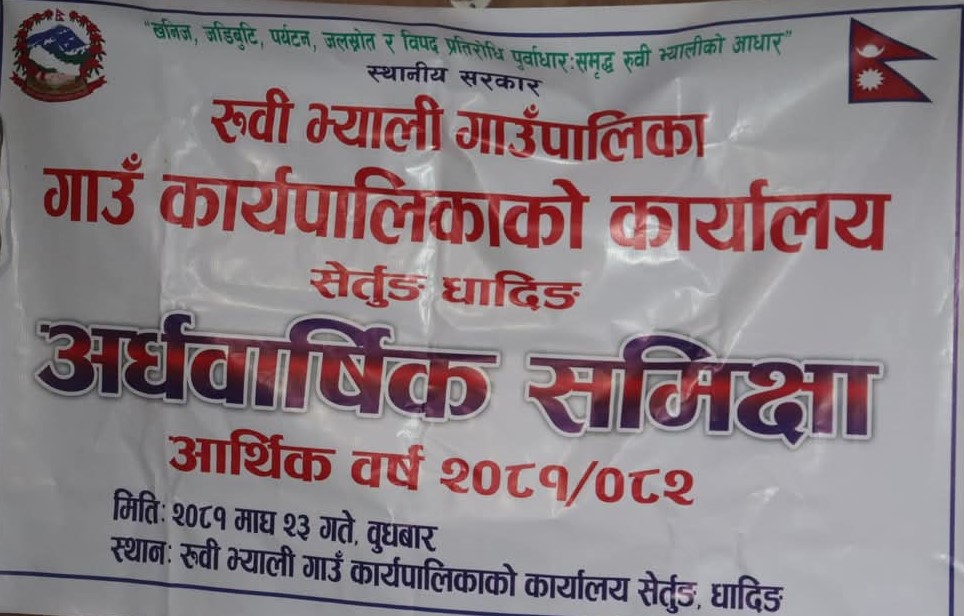 "खनिज, जडिबुटि, पर्यटन, जलस्रोत र विपद प्रतिरोधि पुर्वाधार:समृद्ध रुवी भ्यालीको आधार"
स्थानीय सरकार
रूवी भ्याली गाउँपालिका
गाउँ कार्यपालिकाको कार्यालय
सेर्तुङ धादिङ
अर्धवार्षिक समिक्षा
आर्थिक वर्ष २०८१/०८२
मिति: २०८१ माघ २३ गते, वुधबार
स्थान: रूवी भ्याली गाउँ कार्यपालिकाको कार्यालय सेर्तुङ, धादिङ